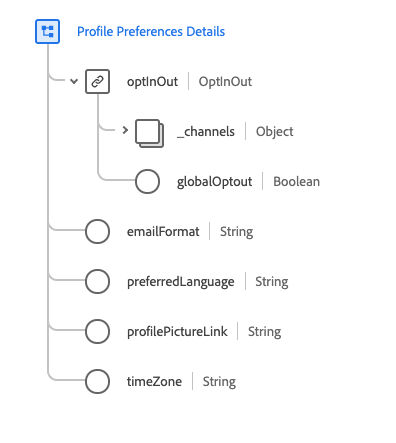 Profile Preferences Details
optInOut OptInOut
_channels Object
globalOptout Boolean
emailFormat String
preferredLanguage String
profilePictureLink String
timeZone String